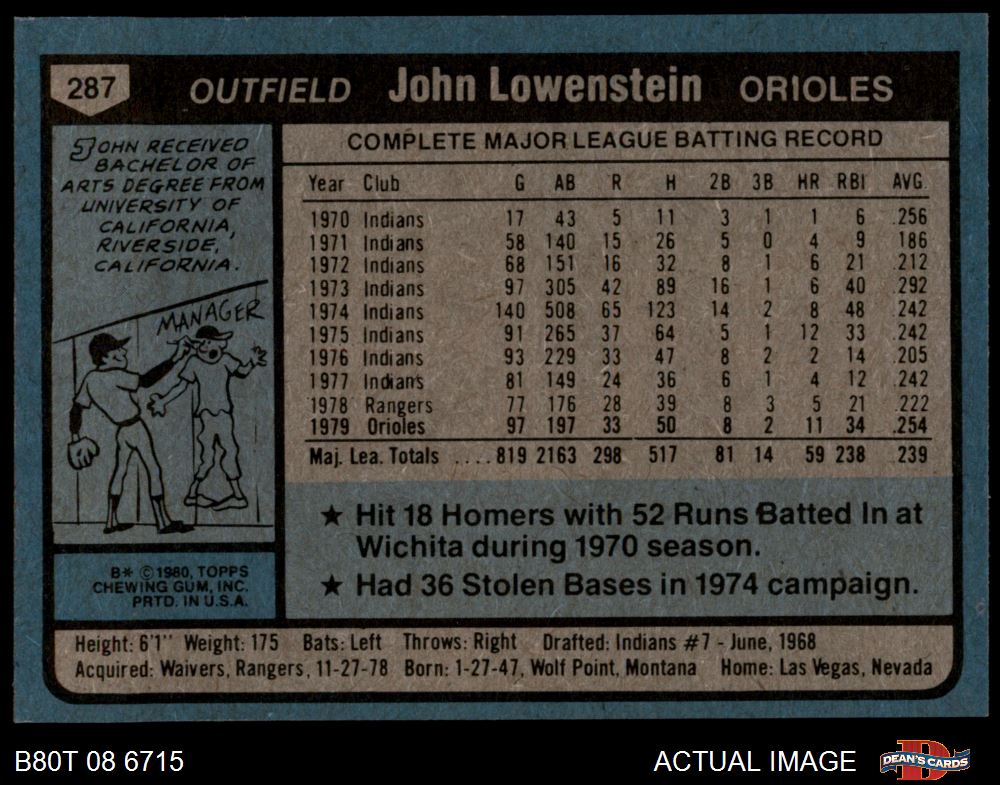 287 OUTFIELD John Lowenstein ORIOLES
JOHN RECEIVED
BACHELOR OF
ARTS DEGREE FROM
UNIVERSITY OF
CALIFORNIA,
RIVERSIDE,
CALIFORNIA.
MANAGER
B* ©1980, TOPPS
CHEWING GUM, INC.
PRTD. IN U.S.A.
COMPLETE MAJOR LEAGUE BATTING RECORD
Year Club G AB R H 2B 3B HR RBI AVG.
1970 Indians 17 43 5 11 3 1 1 6 .256
1971 Indians 58 140 15 26 5 0 4 9 .186
1972 Indians 68 151 16 32 8 1 6 21 .212
1973 Indians 97 305 42 89 16 1 6 40 .292
1974 Indians 140 508 65 123 14 2 8 48 .242
1975 Indians 91 265 37 64 5 1 12 33 .242
1976 Indians 93 229 33 47 8 2 2 14 .205
1977 Indians 81 149 24 36 6 1 4 12 .242
1978 Rangers 77 176 28 39 8 3 5 21 .222
1979 Orioles 97 197 33 50 8 2 11 34 .254
Maj. Lea. Totals ....819 2163 298 517 81 14 59 238 .239
★ Hit 18 Homers with 52 Runs Batted In at
Wichita during 1970 season.
★ Had 36 Stolen Bases in 1974 campaign.
Height: 6'1" Weight: 175 Bats: Left Throws: Right Drafted: Indians #7 - June, 1968
Acquired: Waivers, Rangers, 11-27-78 Born: 1-27-47, Wolf Point, Montana Home: Las Vegas, Nevada
B80T 08 6715 ACTUAL IMAGE DEAN'S CARDS